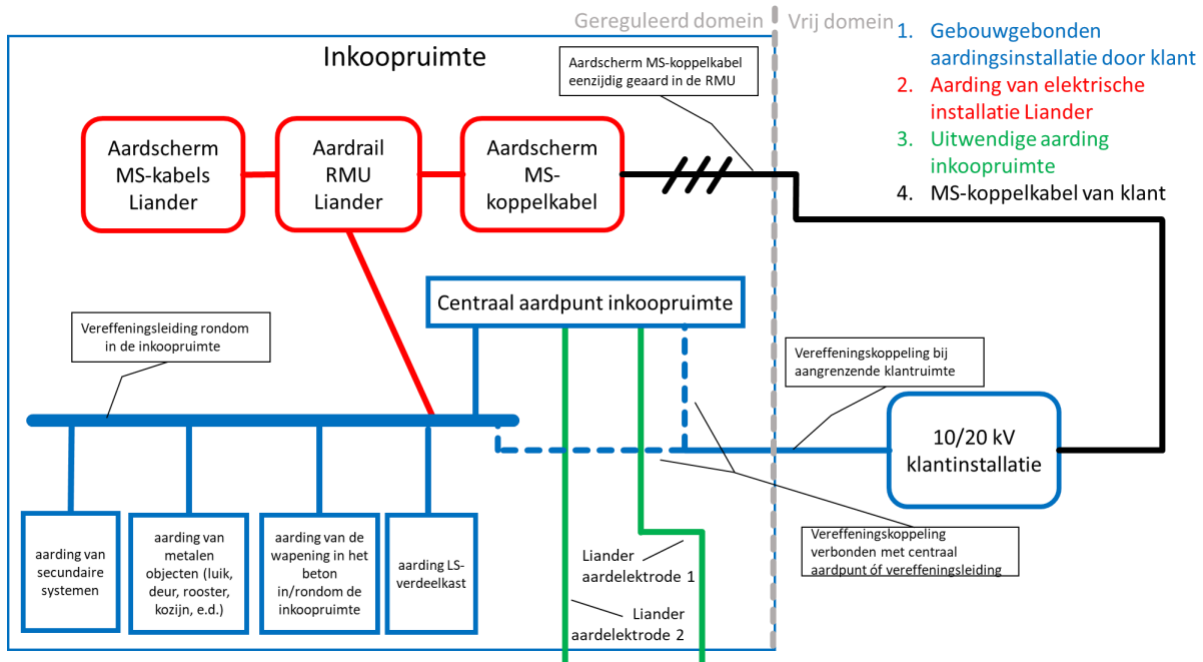 Gereguleerd domein
Vrij domein
1. Gebouwgebonden
aardingsinstallatie door klant
2. Aarding van elektrische
installatie Liander
3. Uitwendige aarding
inkoopruimte
4. MS-koppelkabel van klant
Inkoopruimte
Aardscherm MS-koppelkabel
eenzijdig geaard in de RMU
Aardscherm
MS-kabels
Liander
Aardrail
RMU
Liander
Aardscherm
MS-
koppelkabel
Centraal aardpunt inkoopruimte
Vereffeningsleiding rondom
in de inkoopruimte
Vereffeningskoppeling bij
aangrenzende klantruimte
10/20 kV
klantinstallatie
aarding van
secundaire
systemen
aarding van
metalen
objecten (luik,
deur, rooster,
kozijn, e.d.)
aarding van de
wapening in het
beton
in/rondom de
inkoopruimte
aarding LS-
verdeelkast
Liander
aardelektrode 1
Liander
aardelektrode 2
Vereffeningskoppeling
verbonden met centraal
aardpunt óf vereffeningsleiding